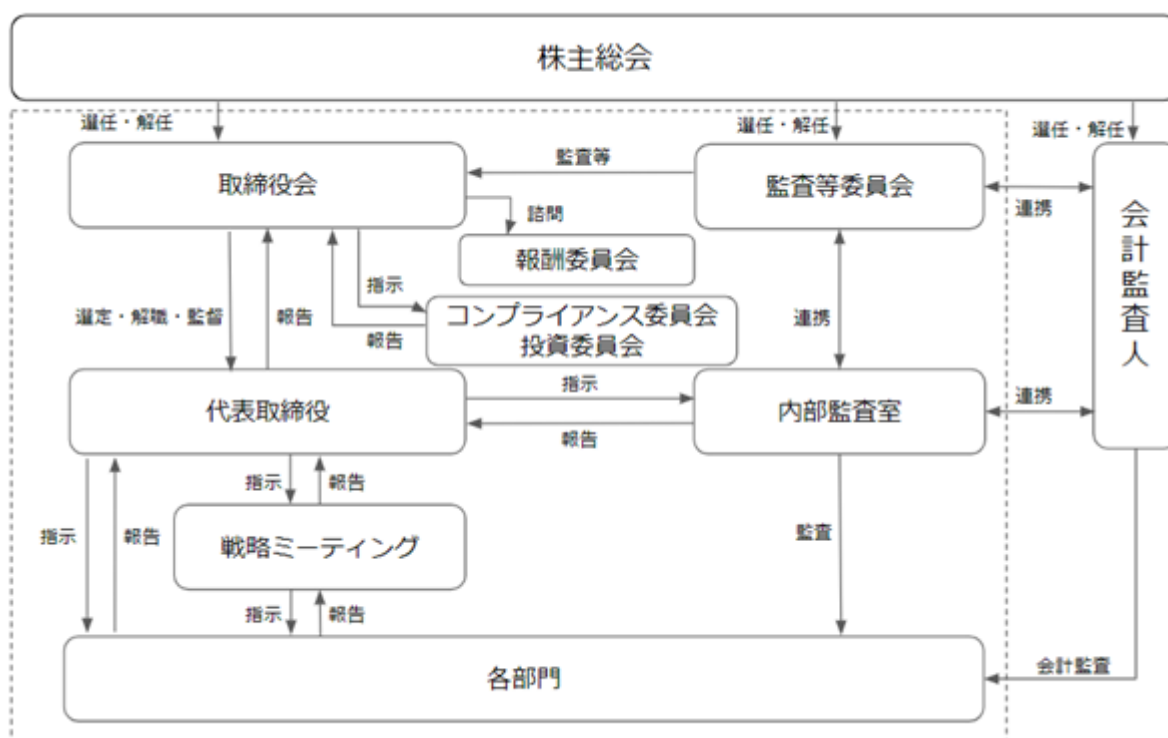 株主総会
選任・解任
選任・解任
選任・解任
取締役会
監査等
監査等委員会
連携
会計監査人
諮問
報酬委員会
指示
コンプライアンス委員会
投資委員会
選定・解職・監督
報告
報告
連携
代表取締役
指示
報告
内部監査室
連携
指示
報告
指示
報告
戦略ミーティング
監査
指示
報告
各部門
会計監査